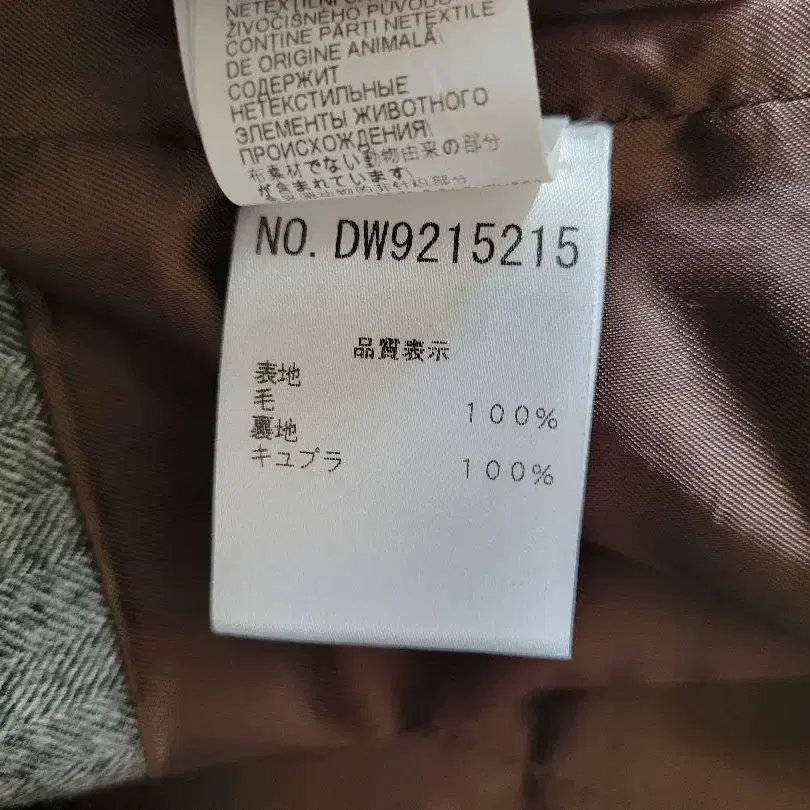 NETEXTILNÍ
ŽIVOČIŠNÉHO PŮVODU
CONȚINE PĂRȚI NETEXTILE
DE ORIGINE ANIMALĂ\
СОДЕРЖИТ
НЕТЕКСТИЛЬНЫЕ
ЭЛЕМЕНТЫ ЖИВОТНОГО
ПРОИСХОЖДЕНИЯ\
布素材でない動物由来の部分
が含まれています\
NO. DW9215215
品質表示
表地
毛 100%
裏地
キュプラ 100%